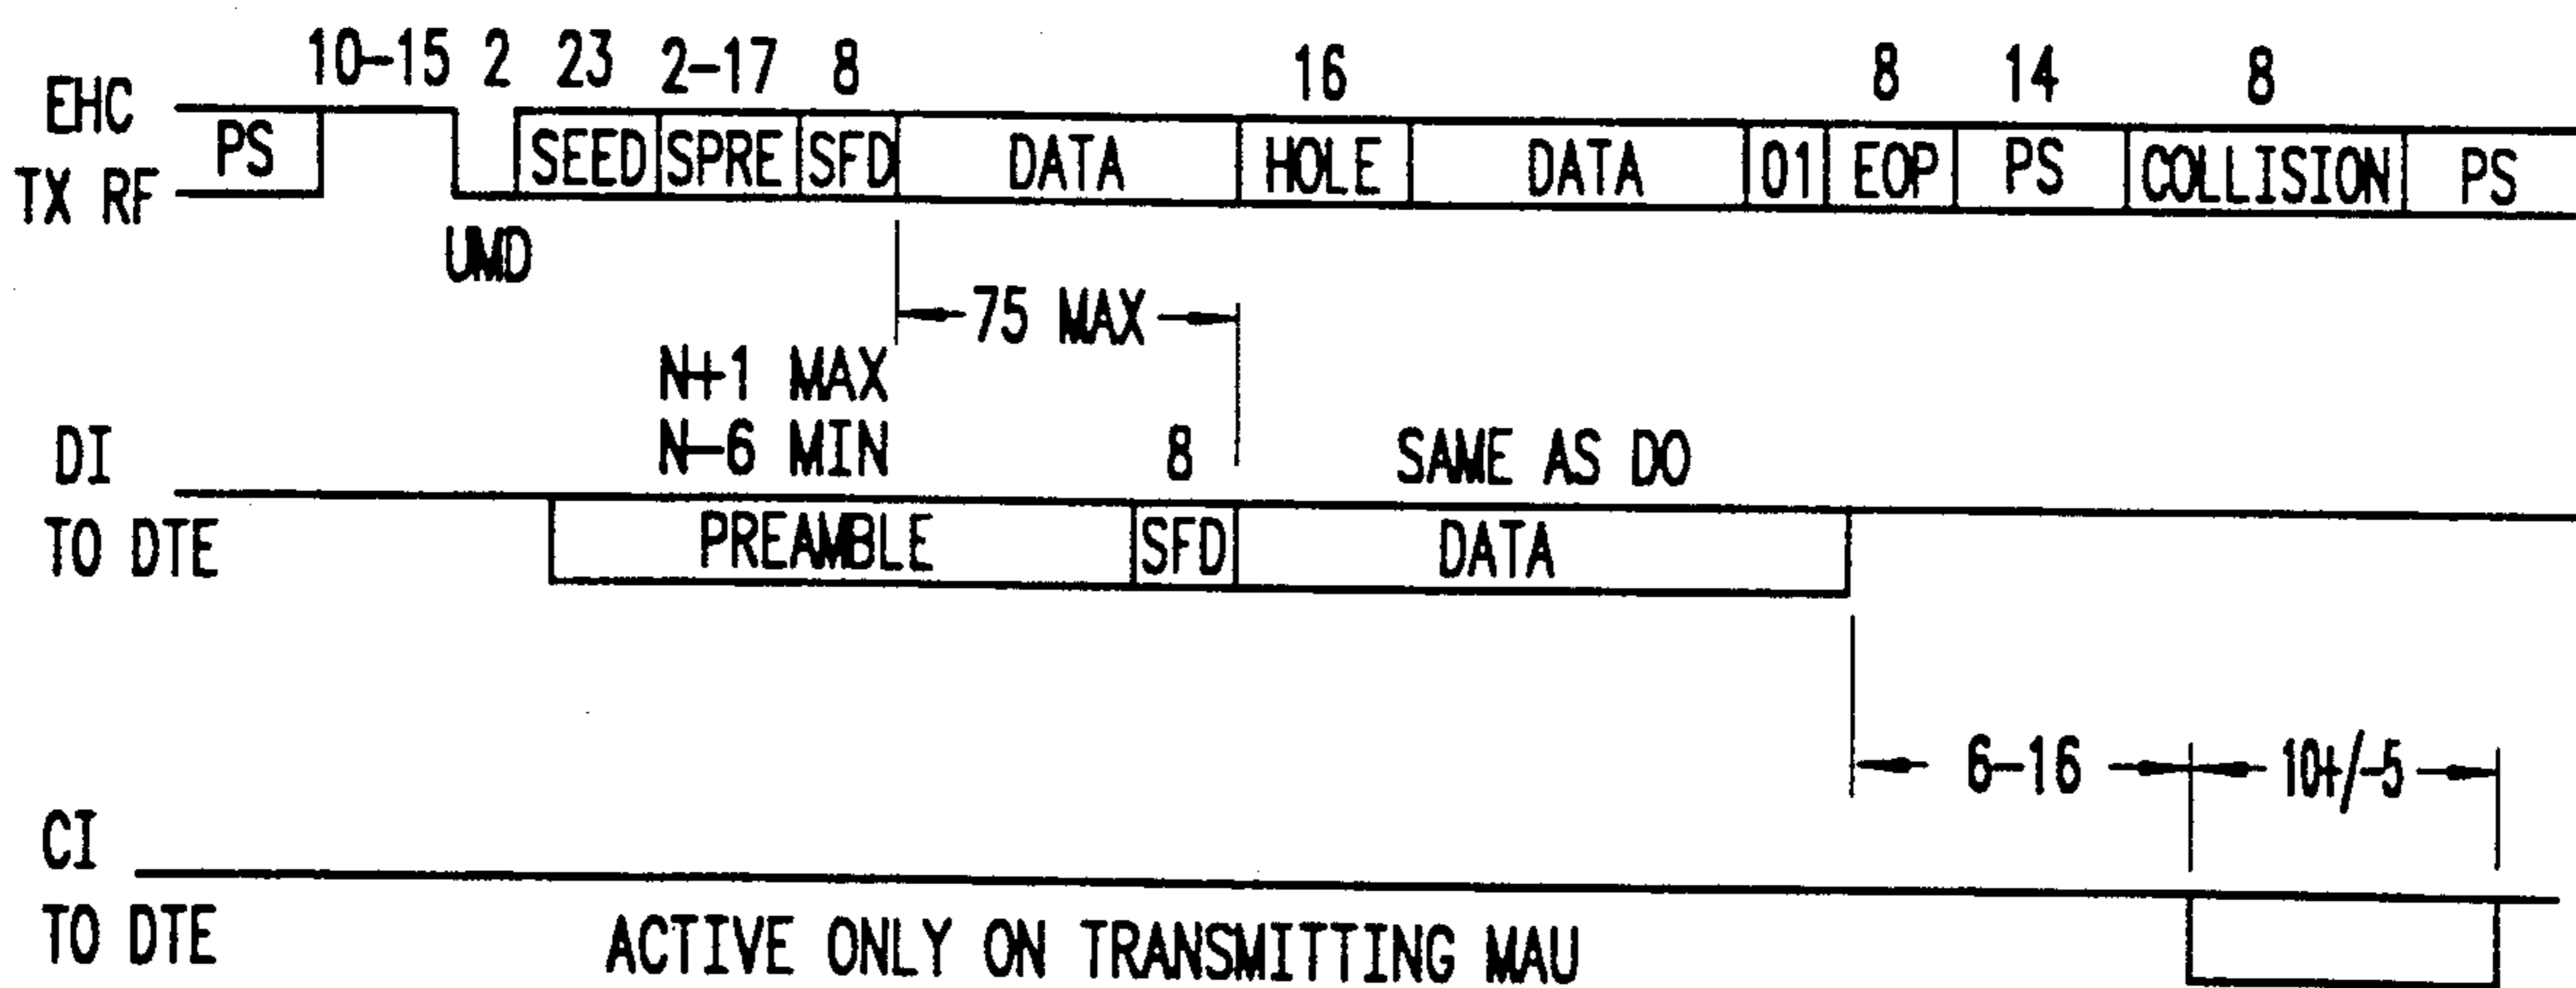 10-15 2 23 2-17 8 16 8 14 8
EHC
TX RF
PS SEED SPRE SFD DATA HOLE DATA 01 EOP PS COLLISION PS
UMD
75 MAX
N+1 MAX
N-6 MIN 8 SAME AS DO
DI
TO DTE
PREAMBLE SFD DATA
6-16 10+/-5
CI
TO DTE
ACTIVE ONLY ON TRANSMITTING MAU